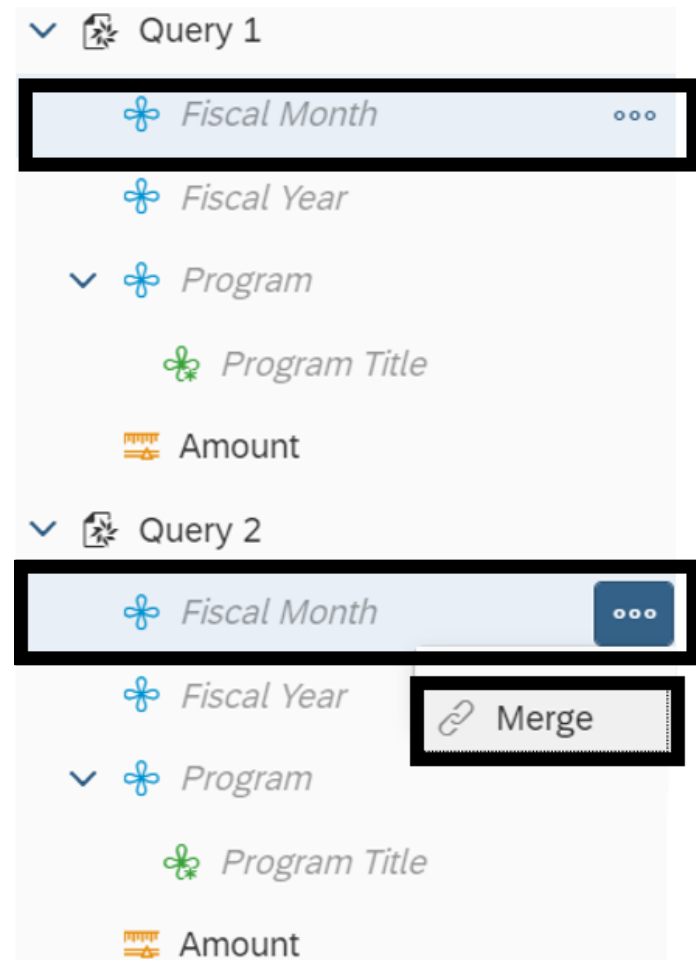 Query 1
Fiscal Month
Fiscal Year
Program
Program Title
Amount
Query 2
Fiscal Month
Fiscal Year
Merge
Program
Program Title
Amount